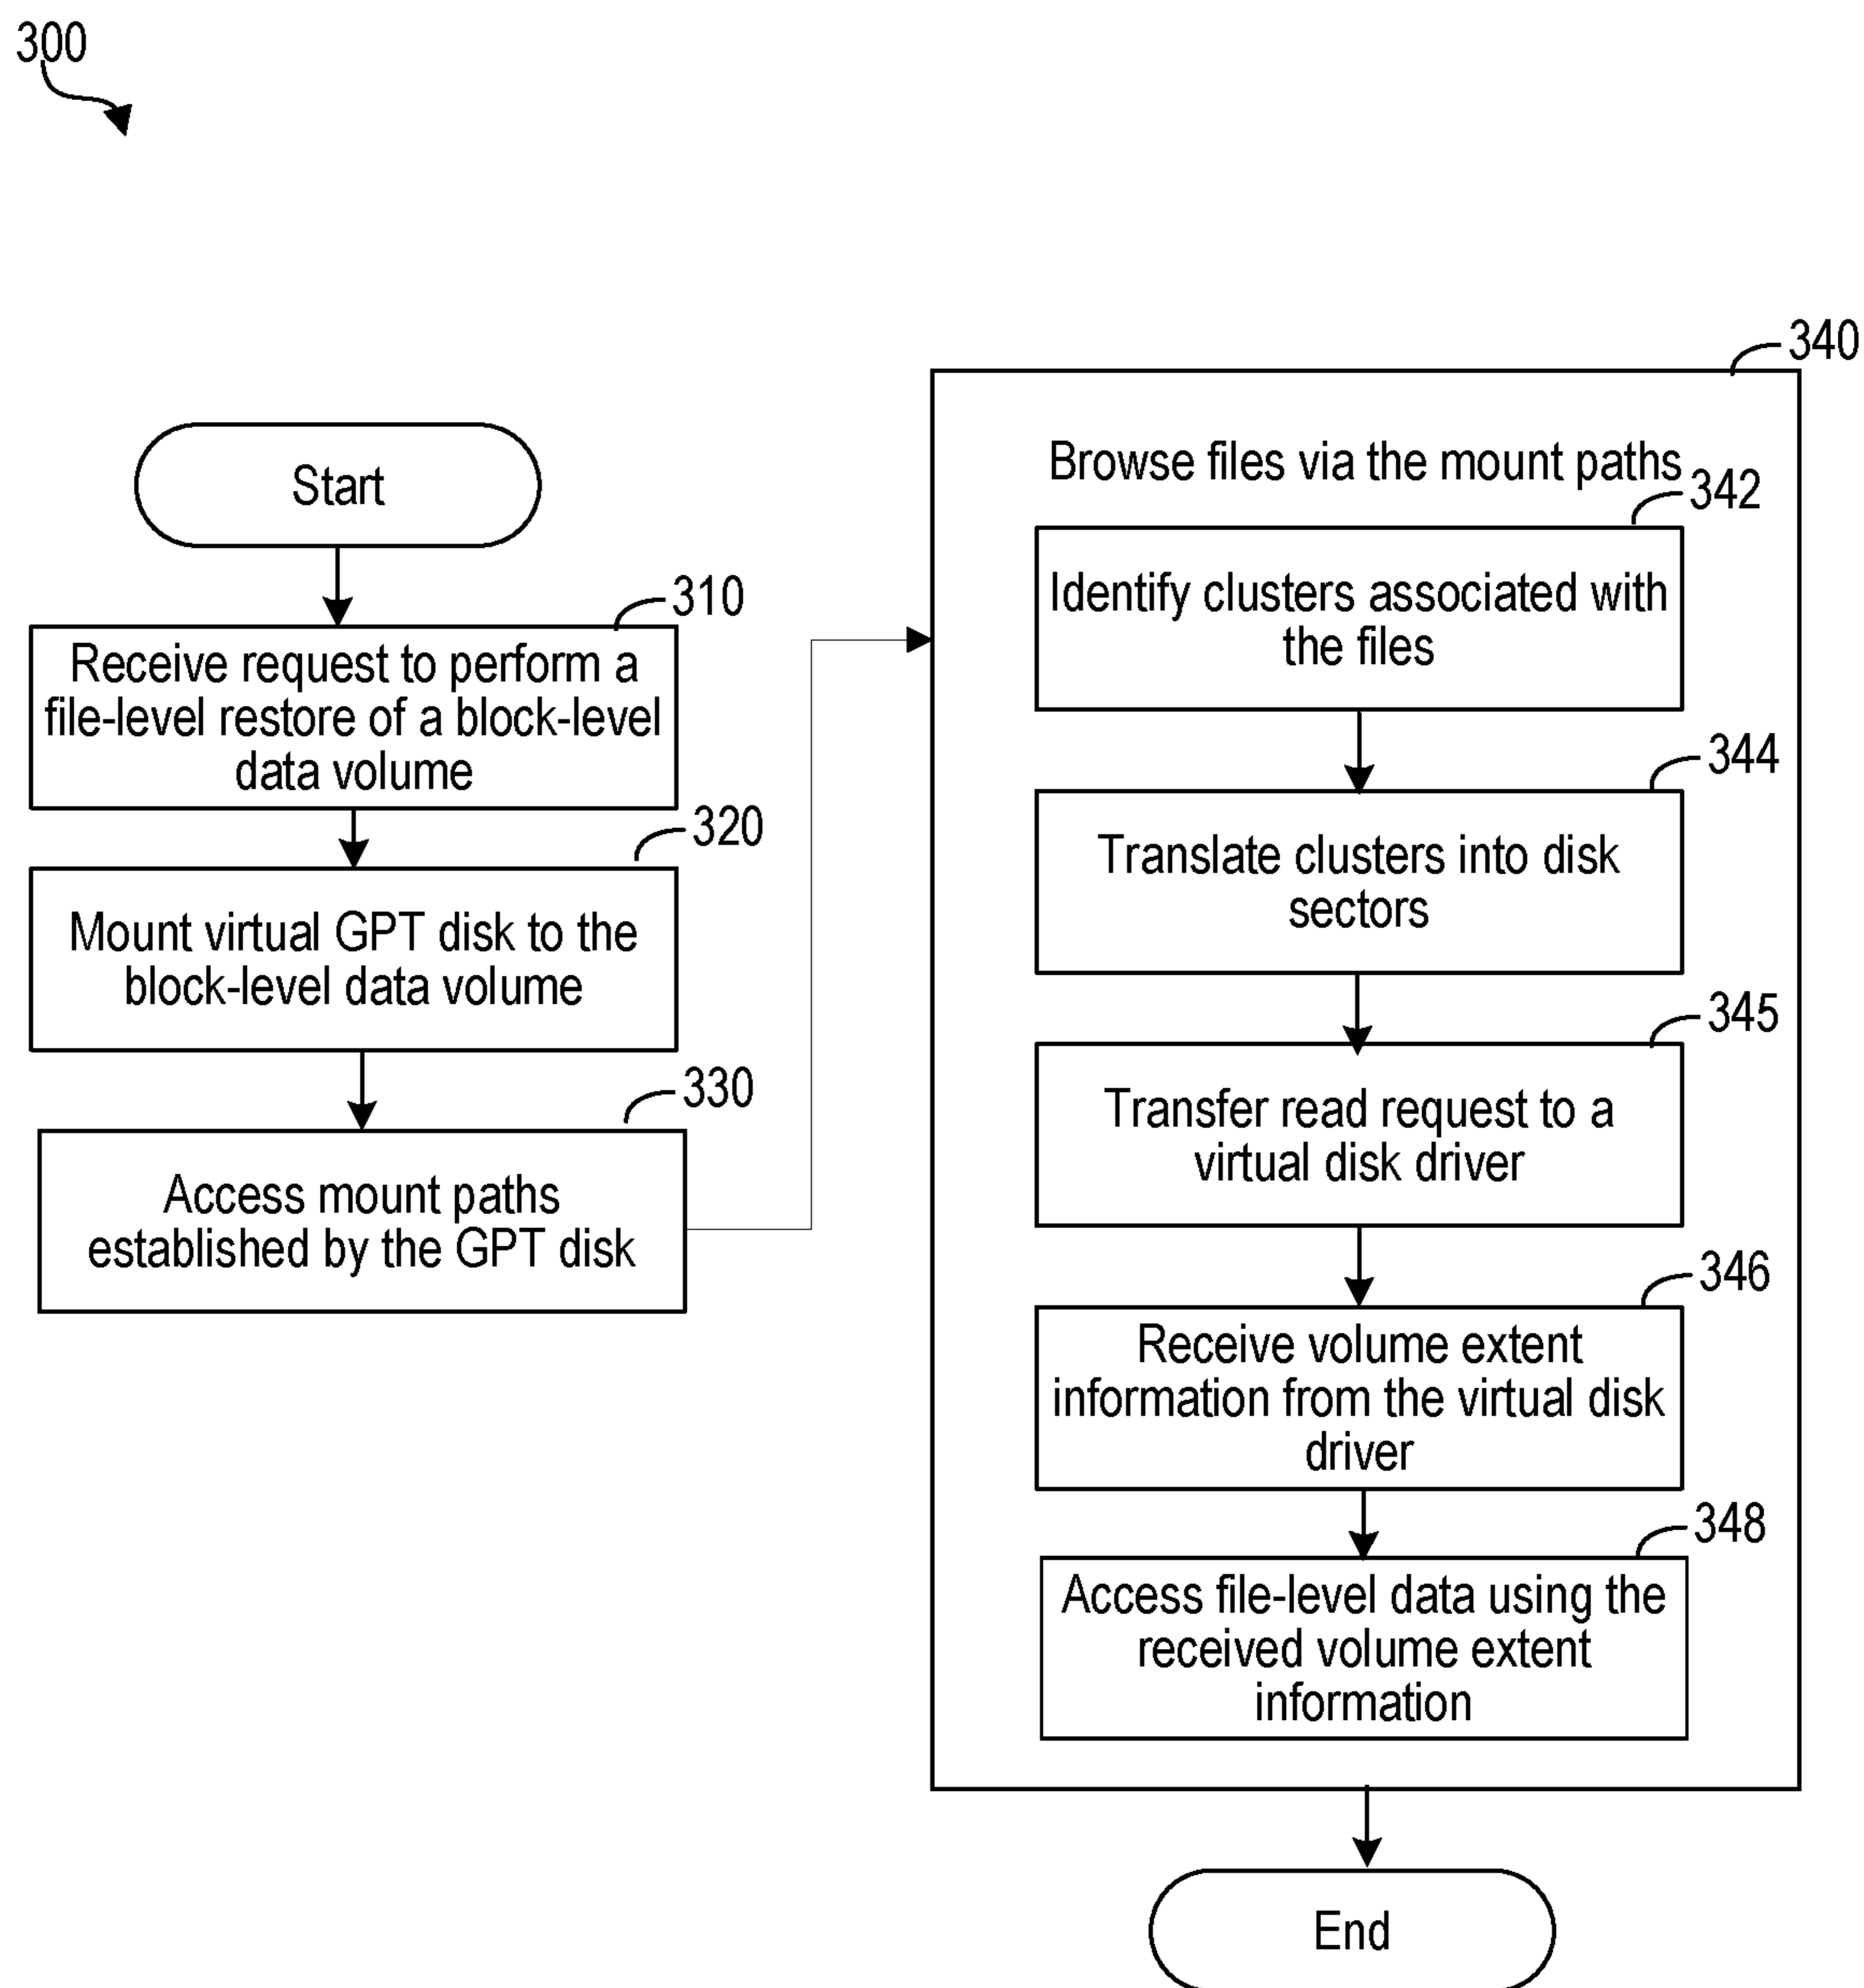 300
Start
310
Receive request to perform a
file-level restore of a block-level
data volume
320
Mount virtual GPT disk to the
block-level data volume
330
Access mount paths
established by the GPT disk
340
Browse files via the mount paths
342
Identify clusters associated with
the files
344
Translate clusters into disk
sectors
345
Transfer read request to a
virtual disk driver
346
Receive volume extent
information from the virtual disk
driver
348
Access file-level data using the
received volume extent
information
End